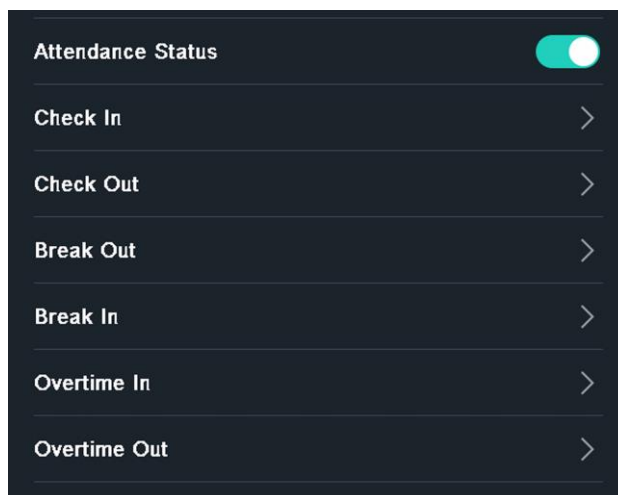 Attendance Status
Check In
Check Out
Break Out
Break In
Overtime In
Overtime Out